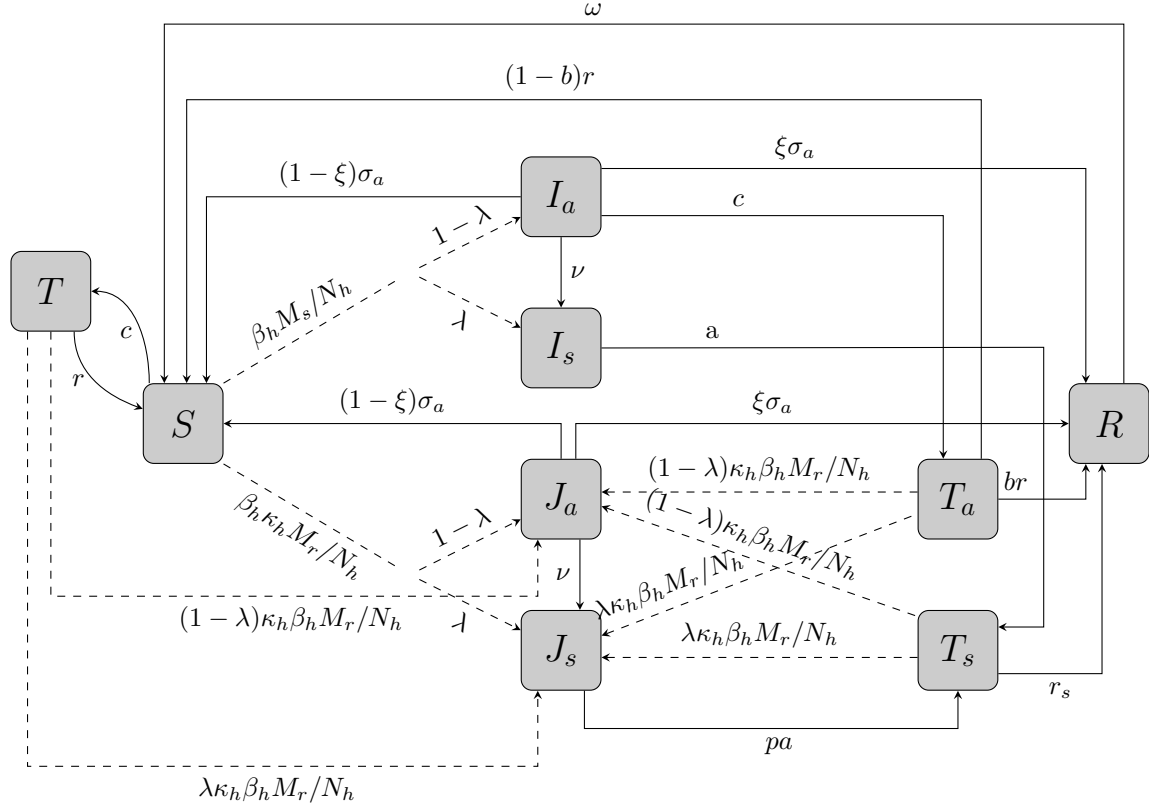 ω
(1 − b)r
ξσ_a
(1 − ξ)σ_a
I_a
c
1 − λ
T
ν
β_h M_s/N_h
c
λ
I_s
a
r
(1 − ξ)σ_a
ξσ_a
S
R
(1 − λ)κ_h β_h M_r/N_h
J_a
T_a
br
(1 − λ)κ_h β_h M_r/N_h
β_h κ_h M_r/N_h
1 − λ
ν
λκ_h β_h M_r/N_h
(1 − λ)κ_h β_h M_r/N_h
λ
λκ_h β_h M_r/N_h
J_s
T_s
r_s
pa
λκ_h β_h M_r/N_h